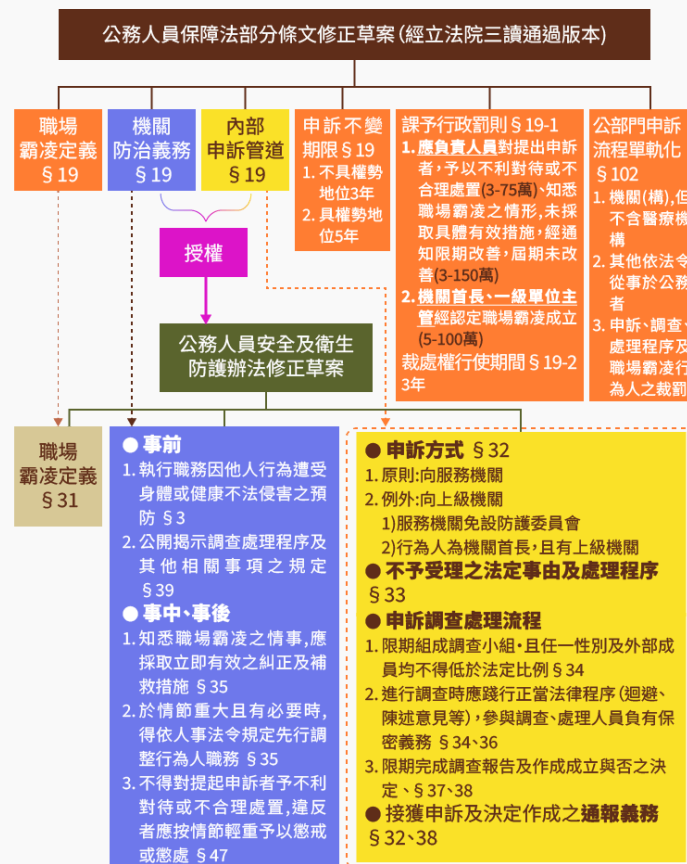 公務人員保障法部分條文修正草案(經立法院三讀通過版本)
職場
霸凌定義
§19
機關
防治義務
§19
內部
申訴管道
§19
申訴不變
期限§19
1. 不具權勢
地位3年
2. 具權勢地
位5年
課予行政罰則§19-1
1.應負責人員對提出申訴
者,予以不利對待或不
合理處置(3-75萬)、知悉
職場霸凌之情形,未採
取具體有效措施,經通
知限期改善,屆期未改
善(3-150萬)
2.機關首長、一級單位主
管經認定職場霸凌成立
(5-100萬)
裁處權行使期間§19-2
3年
公部門申訴
流程單軌化
§102
1. 機關(構),但
不含醫療機
構
2. 其他依法令
從事於公務
者
3. 申訴、調查、
處理程序及
職場霸凌行
為人之裁罰
授權
公務人員安全及衛生
防護辦法修正草案
職場
霸凌定義
§31
● 事前
1. 執行職務因他人行為遭受
身體或健康不法侵害之預
防 §3
2. 公開揭示調查處理程序及
其他相關事項之規定
§39
● 事中、事後
1. 知悉職場霸凌之情事,應
採取立即有效之糾正及補
救措施 §35
2. 於情節重大且有必要時,
得依人事法令規定先行調
整行為人職務 §35
3. 不得對提起申訴者予不利
對待或不合理處置,違反
者應按情節輕重予以懲戒
或懲處 §47
● 申訴方式 §32
1. 原則:向服務機關
2. 例外:向上級機關
1)服務機關免設防護委員會
2)行為人為機關首長,且有上級機關
● 不予受理之法定事由及處理程序
§33
● 申訴調查處理流程
1. 限期組成調查小組,且任一性別及外部成
員均不得低於法定比例§34
2. 進行調查時應踐行正當法律程序(迴避、
陳述意見等),參與調查、處理人員負有保
密義務 §34、36
3. 限期完成調查報告及作成成立與否之決
定、§37、38
● 接獲申訴及決定作成之通報義務
§32、38